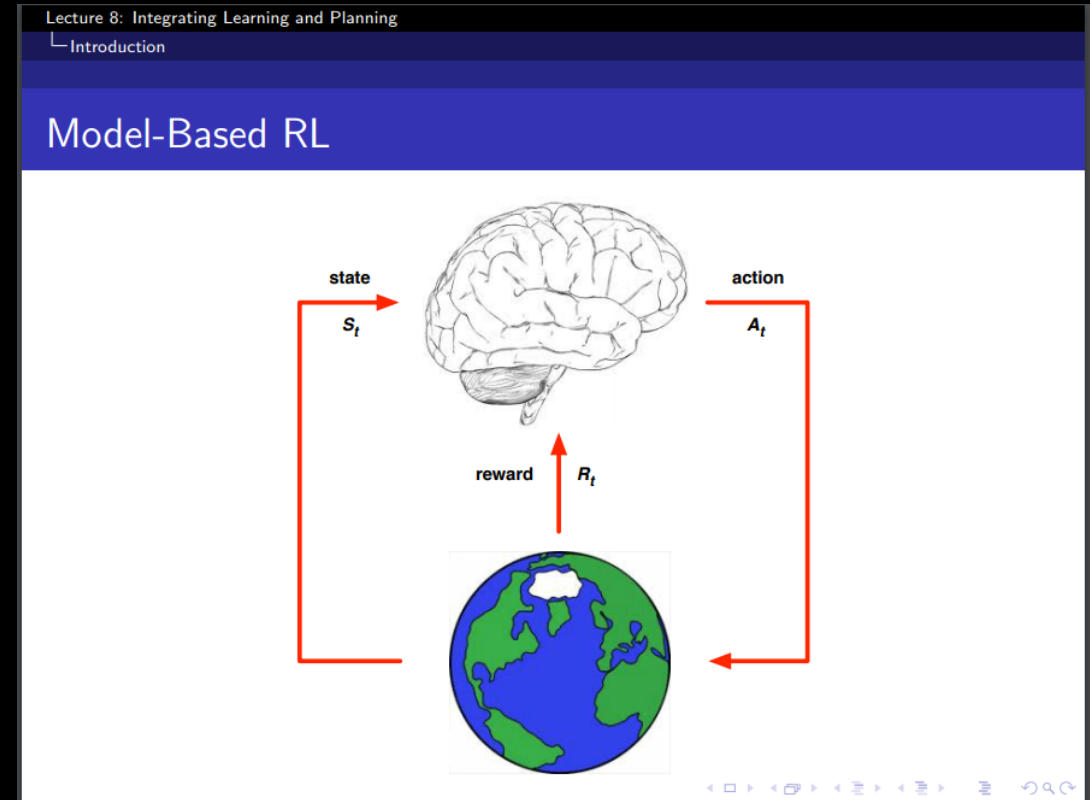 Lecture 8: Integrating Learning and Planning
Introduction
Model-Based RL
state
action
St
At
reward
Rt